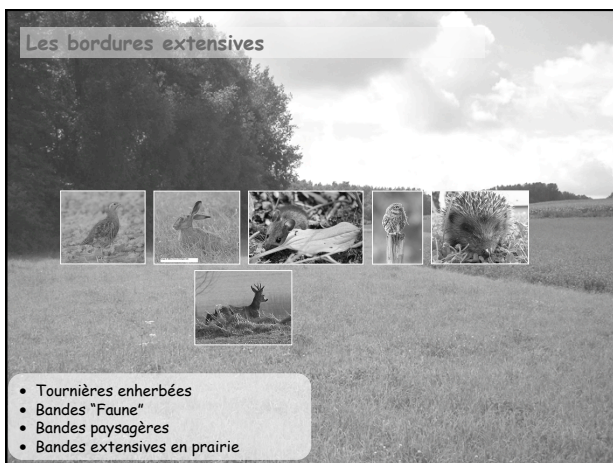 Les bordures extensives
• Tournières enherbées
• Bandes “Faune”
• Bandes paysagères
• Bandes extensives en prairie